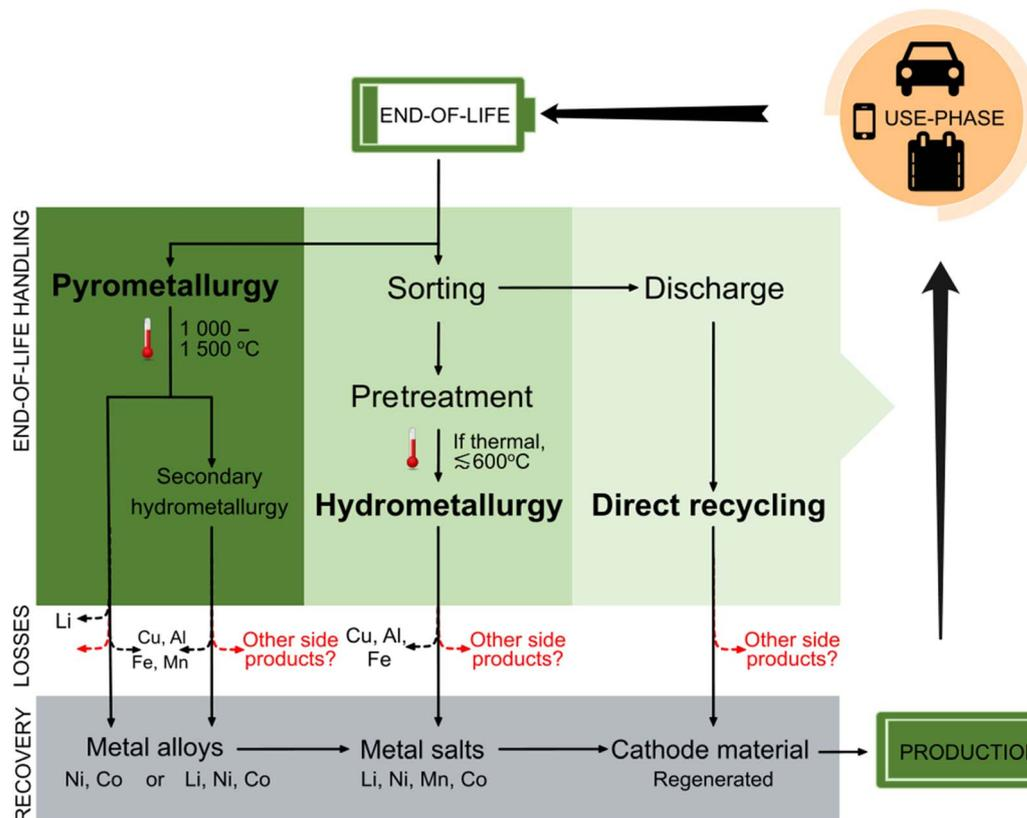 END-OF-LIFE
USE-PHASE
END-OF-LIFE HANDLING
Pyrometallurgy
1 000 –
1 500 ºC
Sorting
Discharge
Pretreatment
If thermal,
≲600ºC
Secondary
hydrometallurgy
Hydrometallurgy
Direct recycling
LOSSES
Li
Cu, Al
Fe, Mn
Other side
products?
Cu, Al,
Fe
Other side
products?
Other side
products?
RECOVERY
Metal alloys
Ni, Co or Li, Ni, Co
Metal salts
Li, Ni, Mn, Co
Cathode material
Regenerated
PRODUCTIO